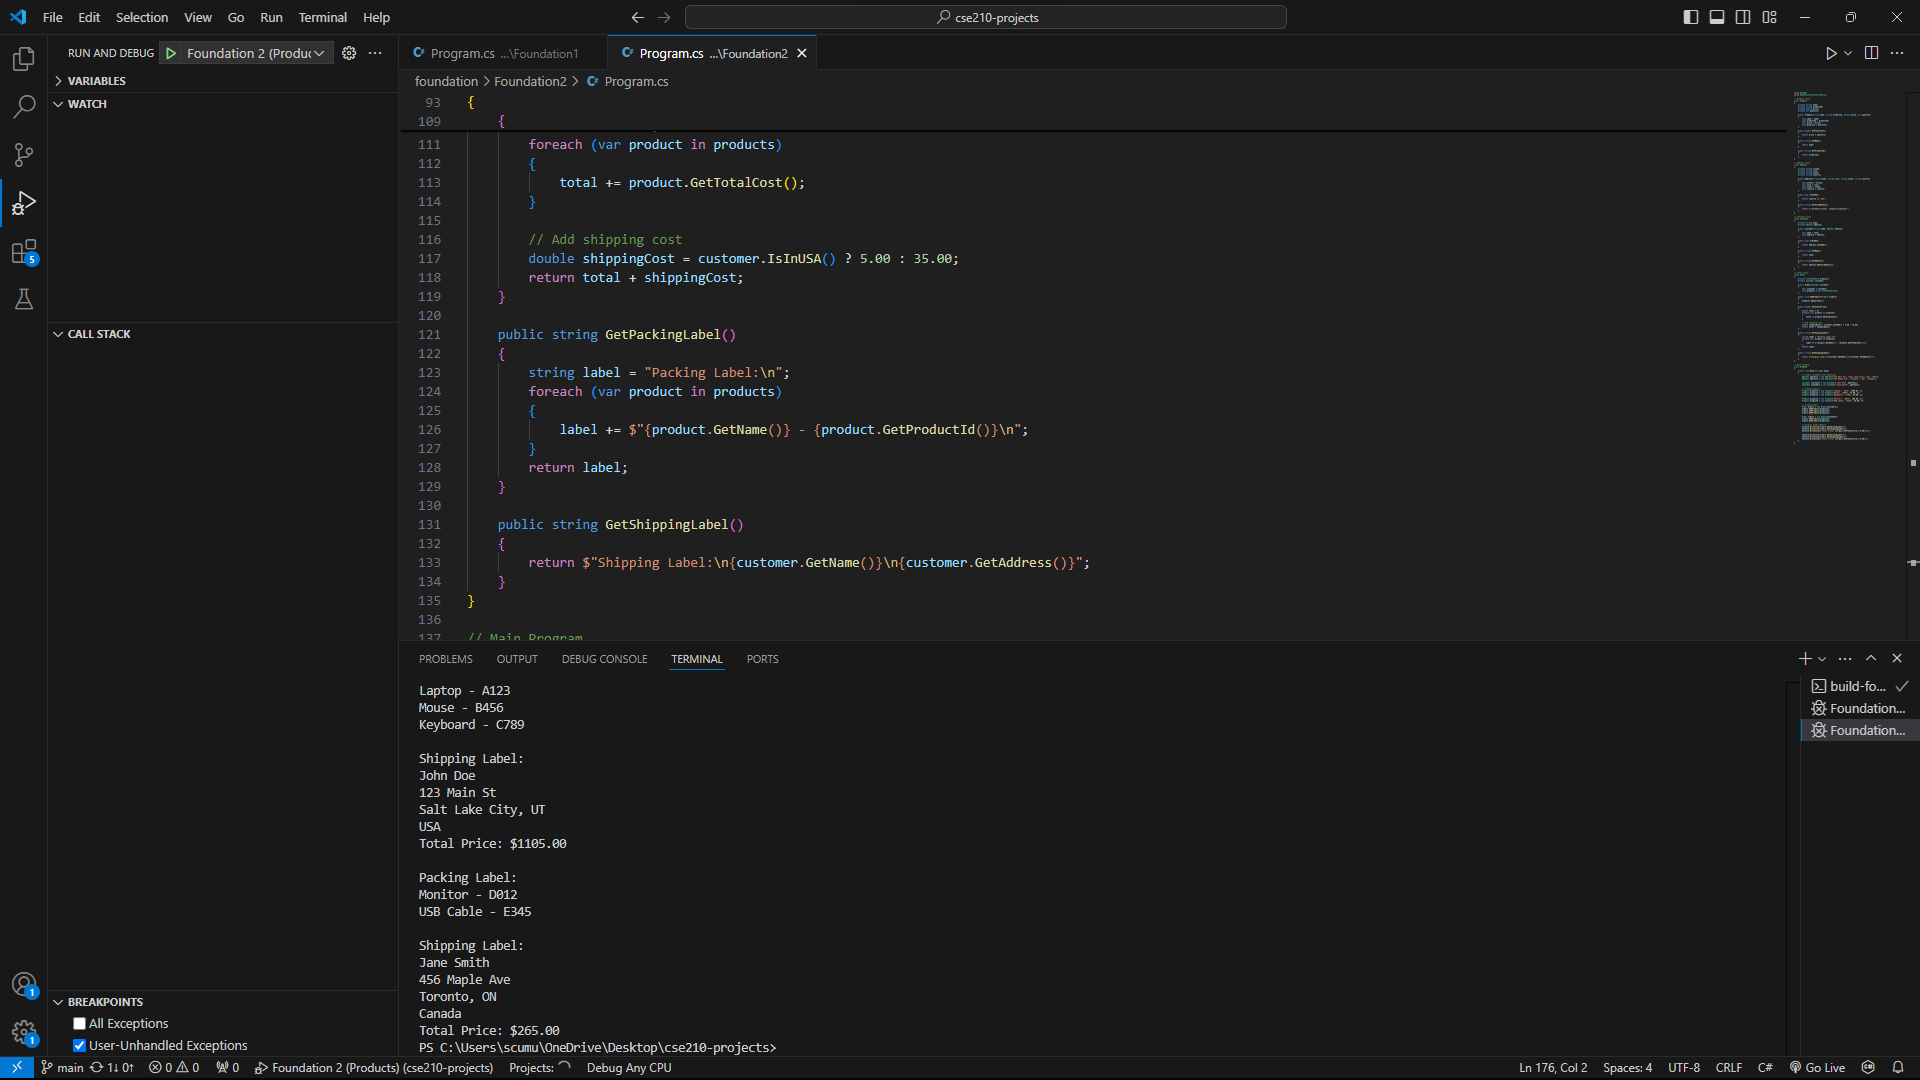 File Edit Selection View Go Run Terminal Help
cse210-projects
RUN AND DEBUG Foundation 2 (Produc
Program.cs ...\Foundation1
Program.cs ...\Foundation2
VARIABLES
WATCH
CALL STACK
BREAKPOINTS
All Exceptions
User-Unhandled Exceptions
5
1
1
foundation > Foundation2 > Program.cs
93 {
109 {
111 foreach (var product in products)
112 {
113 total += product.GetTotalCost();
114 }
115
116 // Add shipping cost
117 double shippingCost = customer.IsInUSA() ? 5.00 : 35.00;
118 return total + shippingCost;
119 }
120
121 public string GetPackingLabel()
122 {
123 string label = "Packing Label:\n";
124 foreach (var product in products)
125 {
126 label += $"{product.GetName()} - {product.GetProductId()}\n";
127 }
128 return label;
129 }
130
131 public string GetShippingLabel()
132 {
133 return $"Shipping Label:\n{customer.GetName()}\n{customer.GetAddress()}";
134 }
135 }
136
137 // Main Program
PROBLEMS OUTPUT DEBUG CONSOLE TERMINAL PORTS
build-fo...
Foundation...
Foundation...
Laptop - A123
Mouse - B456
Keyboard - C789
Shipping Label:
John Doe
123 Main St
Salt Lake City, UT
USA
Total Price: $1105.00
Packing Label:
Monitor - D012
USB Cable - E345
Shipping Label:
Jane Smith
456 Maple Ave
Toronto, ON
Canada
Total Price: $265.00
PS C:\Users\scumu\OneDrive\Desktop\cse210-projects>
main 1↓ 0↑ 0 0 0 Foundation 2 (Products) (cse210-projects) Projects: Debug Any CPU
Ln 176, Col 2 Spaces: 4 UTF-8 CRLF C# Go Live